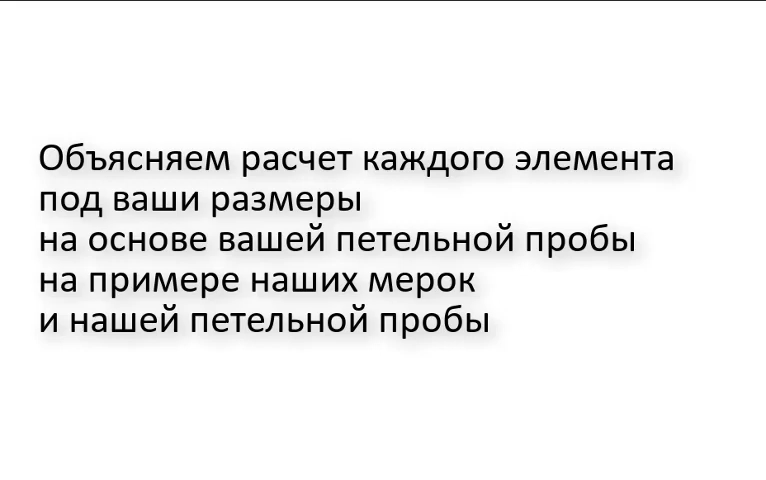 Объясняем расчет каждого элемента
под ваши размеры
на основе вашей петельной пробы
на примере наших мерок
и нашей петельной пробы